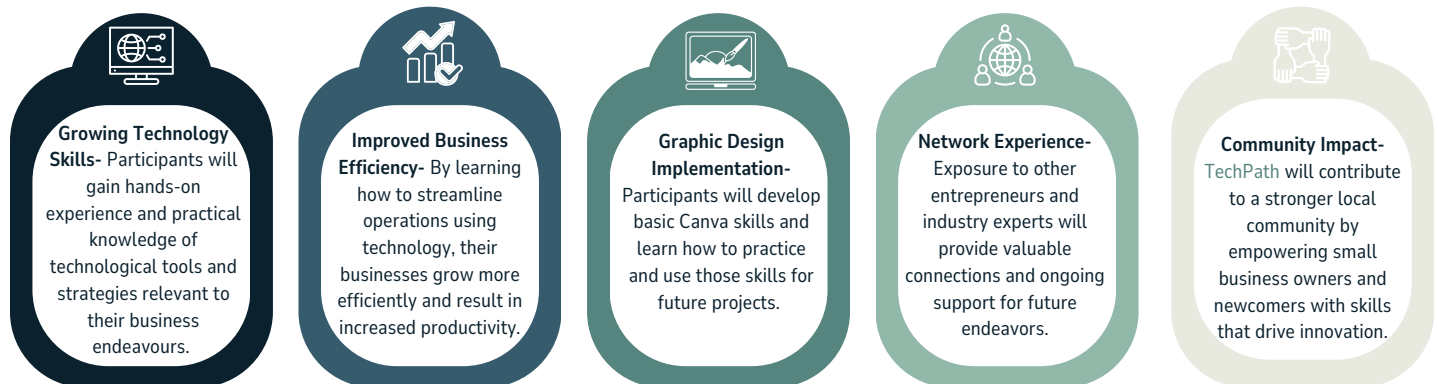 Growing Technology
Skills- Participants will
gain hands-on
experience and practical
knowledge of
technological tools and
strategies relevant to
their business
endeavours.
Improved Business
Efficiency- By learning
how to streamline
operations using
technology, their
businesses grow more
efficiently and result in
increased productivity.
Graphic Design
Implementation-
Participants will develop
basic Canva skills and
learn how to practice
and use those skills for
future projects.
Network Experience-
Exposure to other
entrepreneurs and
industry experts will
provide valuable
connections and ongoing
support for future
endeavors.
Community Impact-
TechPath will contribute
to a stronger local
community by
empowering small
business owners and
newcomers with skills
that drive innovation.